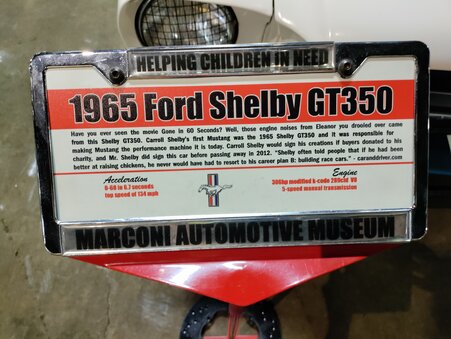 HELPING CHILDREN IN NEED
1965 Ford Shelby GT350
Have you ever seen the movie Gone in 60 Seconds? Well, those engine noises from Eleanor you drooled over came
from this Shelby GT350. Carroll Shelby's first Mustang was the 1965 Shelby GT350 and it was responsible for
making Mustang the performance machine it is today. Carroll Shelby would sign his creations if buyers donated to his
charity, and Mr. Shelby did sign this car before passing away in 2012. "Shelby often told people that if he had been
better at raising chickens, he never would have had to resort to his career plan B: building race cars." - caranddriver.com
Acceleration
0-60 in 6.7 seconds
top speed of 134 mph
Engine
306hp modified k-code 289cid V8
5-speed manual transmission
MARCONI AUTOMOTIVE MUSEUM